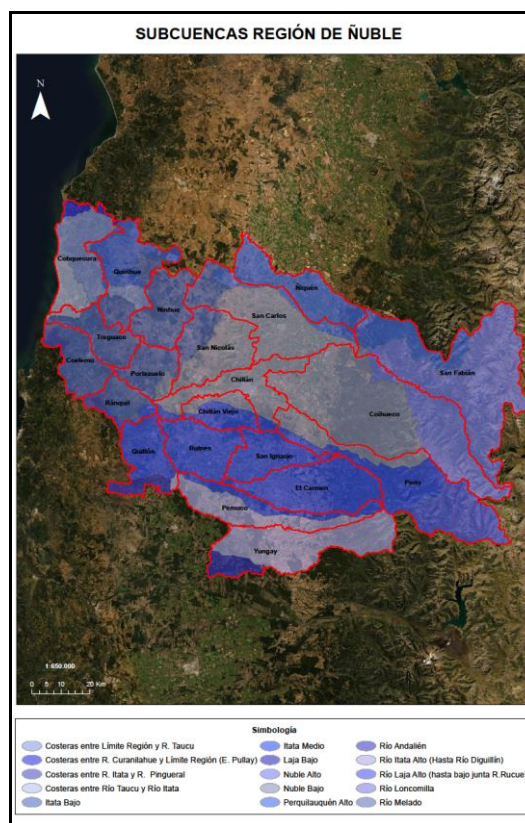 SUBCUENCAS REGIÓN DE ÑUBLE
N
Cobquecura
Quirihue
Ñiquén
Ninhue
San Carlos
Treguaco
San Nicolás
San Fabián
Coelemu
Portezuelo
Chillán
Ránquil
Chillán Viejo
Coihueco
Quillón
Bulnes
San Ignacio
Pinto
El Carmen
Pemuco
Yungay
1:650.000
0 5 10 20 Km
Simbología
Costeras entre Límite Región y R. Taucu
Costeras entre R. Curanilahue y Límite Región (E. Pullay)
Costeras entre R. Itata y R. Pingueral
Costeras entre Río Taucu y Río Itata
Itata Bajo
Itata Medio
Laja Bajo
Nuble Alto
Nuble Bajo
Perquilauquén Alto
Río Andalién
Río Itata Alto (Hasta Río Diguillín)
Río Laja Alto (hasta bajo junta R.Rucue)
Río Loncomilla
Río Melado